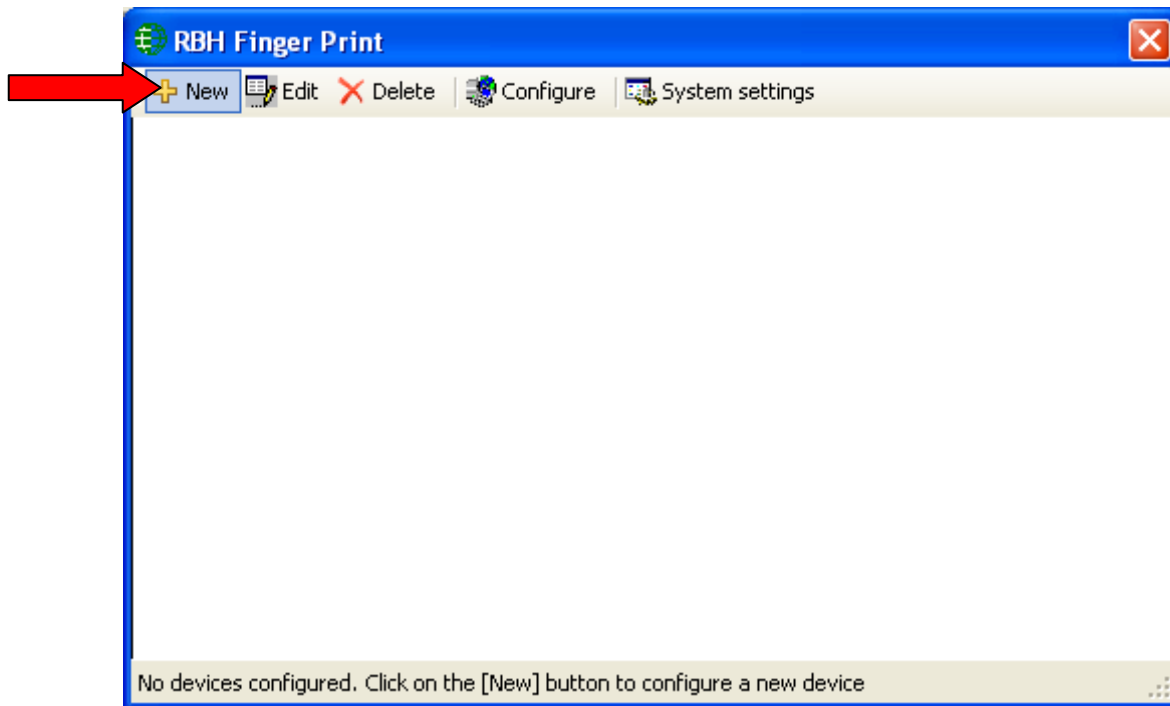 RBH Finger Print
New Edit Delete Configure System settings
No devices configured. Click on the [New] button to configure a new device